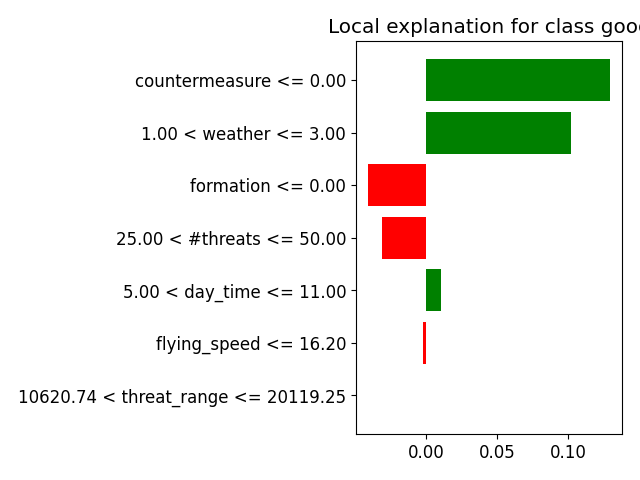 Local explanation for class good
countermeasure <= 0.00
1.00 < weather <= 3.00
formation <= 0.00
25.00 < #threats <= 50.00
5.00 < day_time <= 11.00
flying_speed <= 16.20
10620.74 < threat_range <= 20119.25
0.00 0.05 0.10